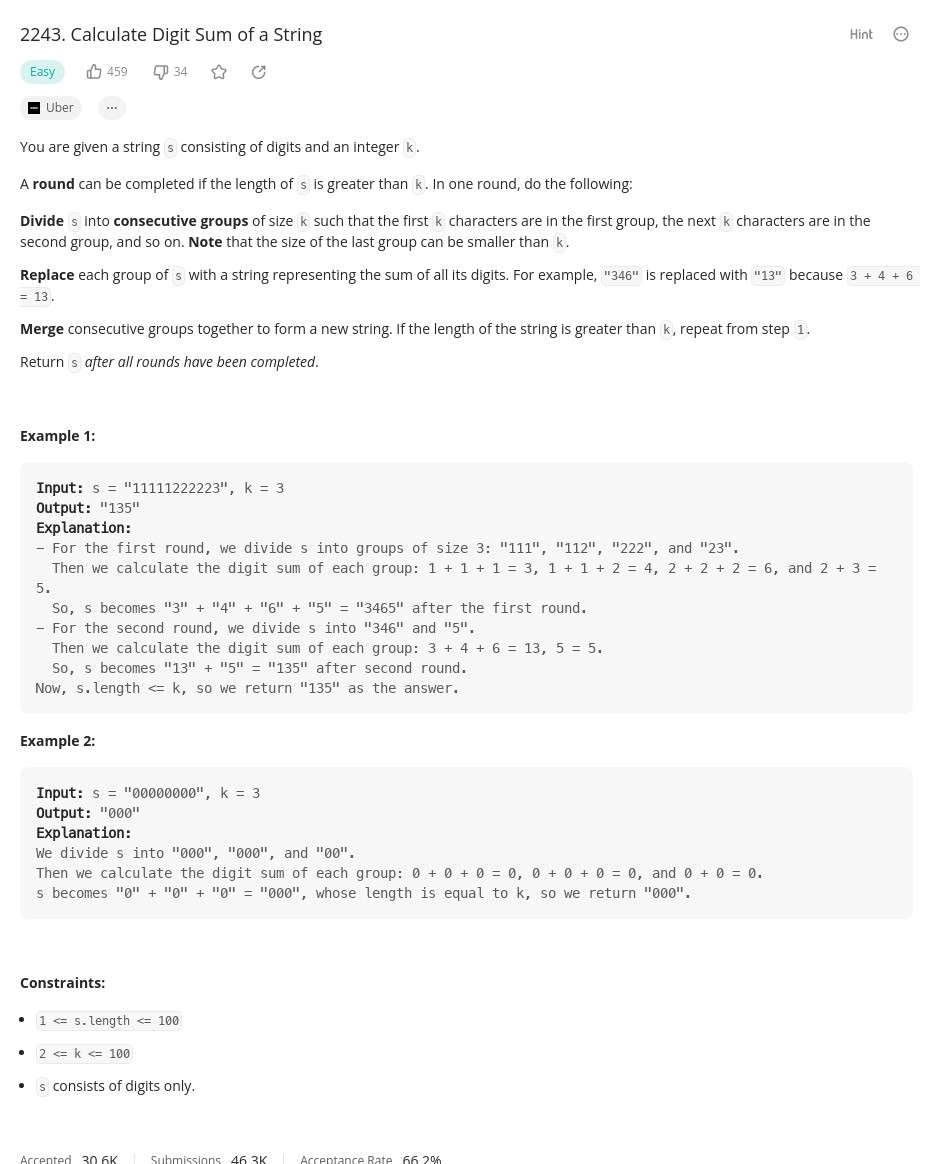 2243. Calculate Digit Sum of a String
Hint
Easy 459 34
Uber ...
You are given a string s consisting of digits and an integer k.
A round can be completed if the length of s is greater than k. In one round, do the following:
Divide s into consecutive groups of size k such that the first k characters are in the first group, the next k characters are in the
second group, and so on. Note that the size of the last group can be smaller than k.
Replace each group of s with a string representing the sum of all its digits. For example, "346" is replaced with "13" because 3 + 4 + 6
= 13.
Merge consecutive groups together to form a new string. If the length of the string is greater than k, repeat from step 1.
Return s after all rounds have been completed.
Example 1:
Input: s = "11111222223", k = 3
Output: "135"
Explanation:
- For the first round, we divide s into groups of size 3: "111", "112", "222", and "23".
Then we calculate the digit sum of each group: 1 + 1 + 1 = 3, 1 + 1 + 2 = 4, 2 + 2 + 2 = 6, and 2 + 3 =
5.
So, s becomes "3" + "4" + "6" + "5" = "3465" after the first round.
- For the second round, we divide s into "346" and "5".
Then we calculate the digit sum of each group: 3 + 4 + 6 = 13, 5 = 5.
So, s becomes "13" + "5" = "135" after second round.
Now, s.length <= k, so we return "135" as the answer.
Example 2:
Input: s = "00000000", k = 3
Output: "000"
Explanation:
We divide s into "000", "000", and "00".
Then we calculate the digit sum of each group: 0 + 0 + 0 = 0, 0 + 0 + 0 = 0, and 0 + 0 = 0.
s becomes "0" + "0" + "0" = "000", whose length is equal to k, so we return "000".
Constraints:
• 1 <= s.length <= 100
• 2 <= k <= 100
• s consists of digits only.
Accepted 30.6K Submissions 46.3K Acceptance Rate 66.2%